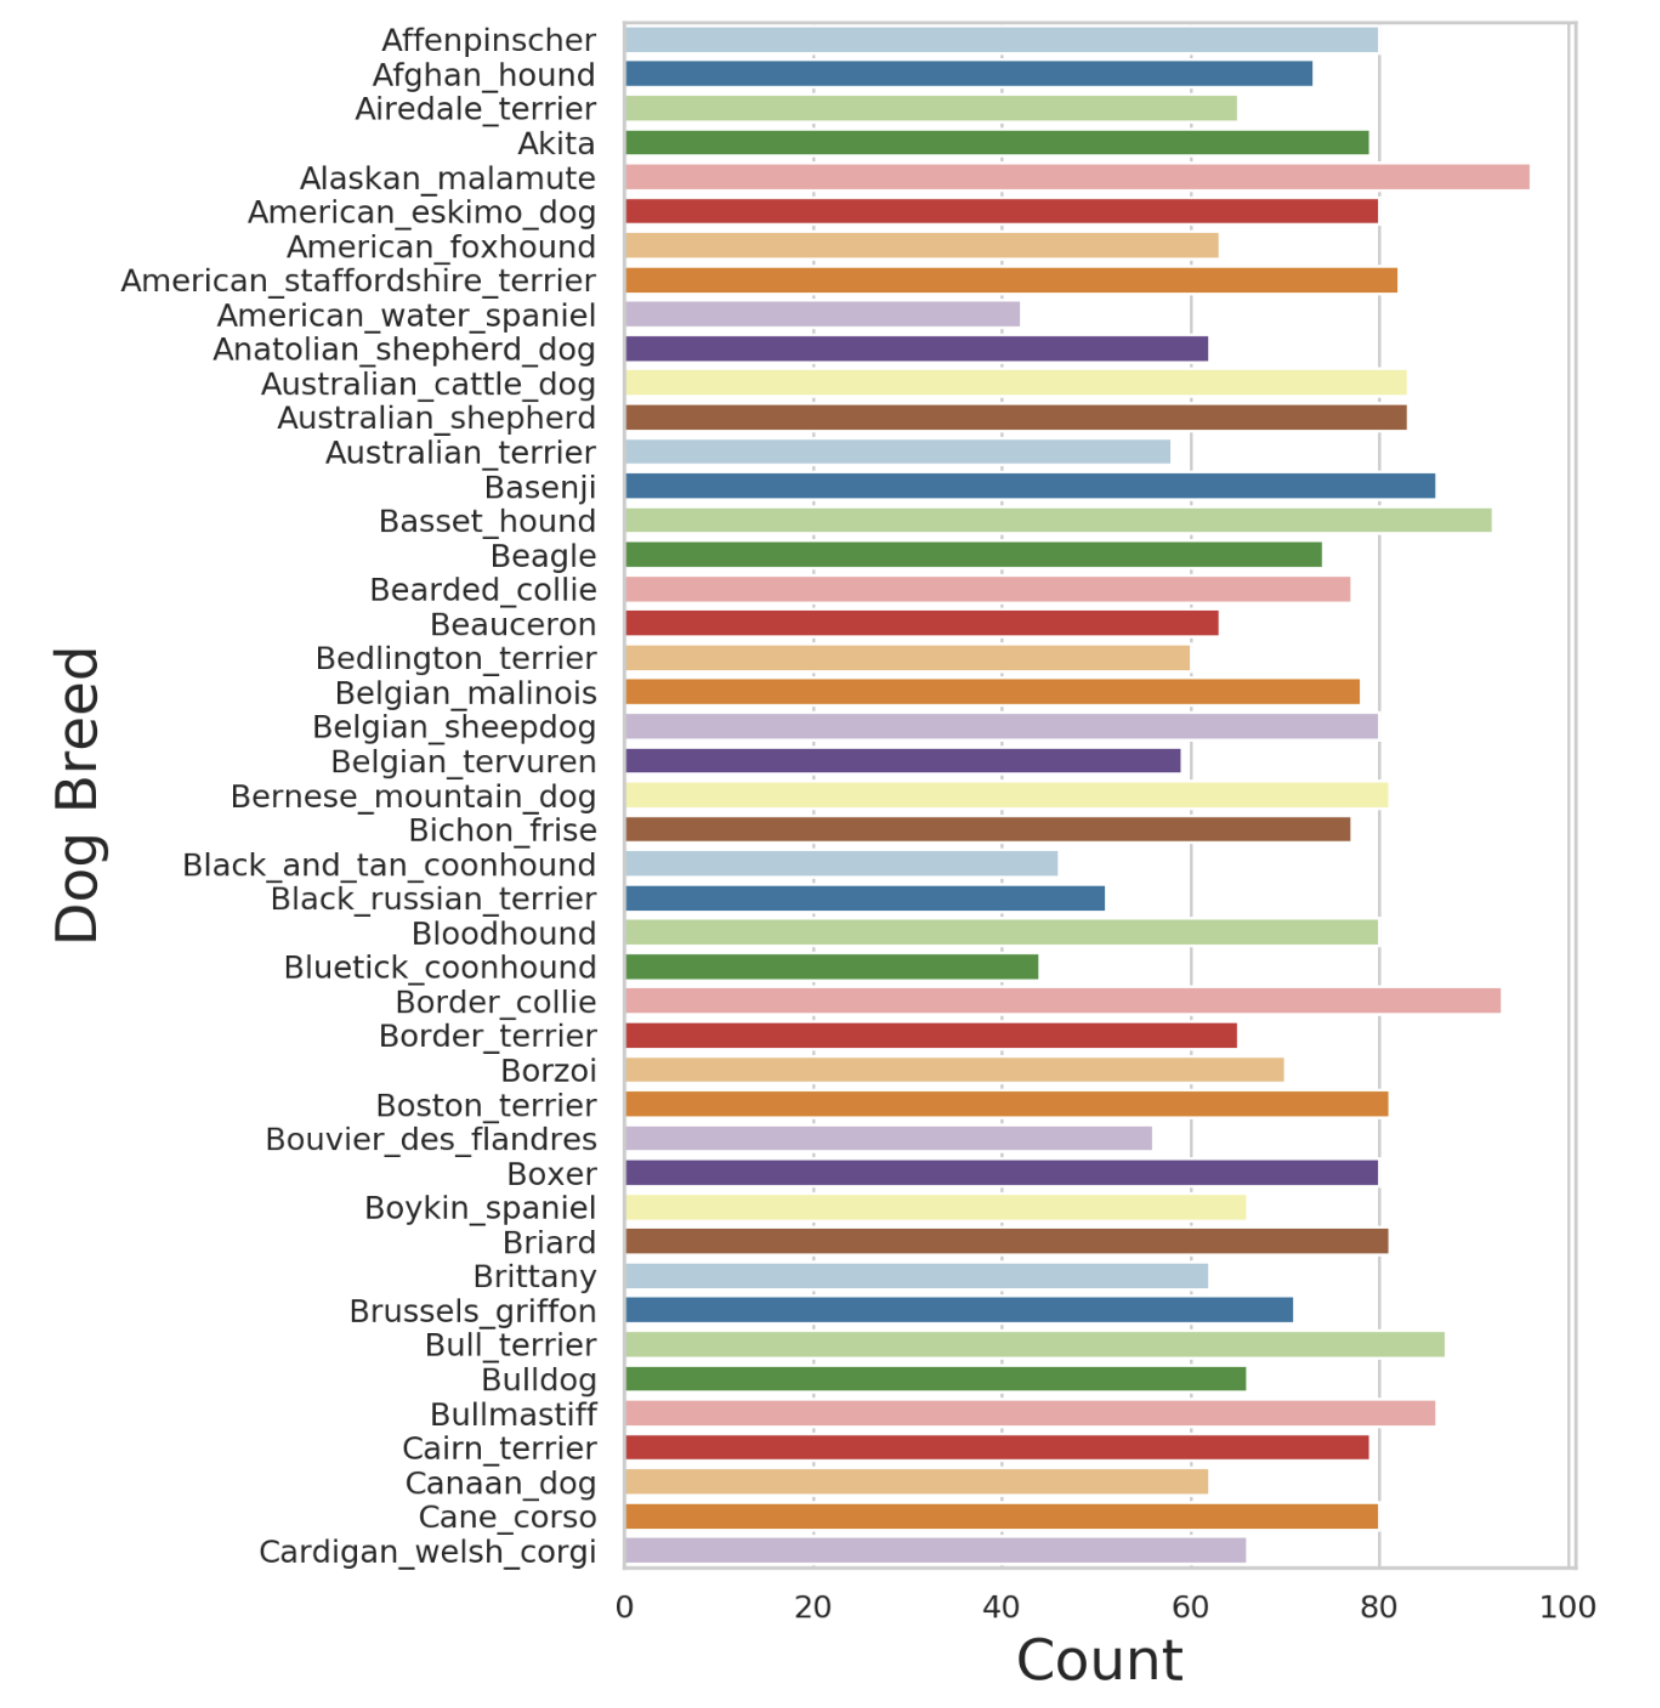 Affenpinscher
Afghan_hound
Airedale_terrier
Akita
Alaskan_malamute
American_eskimo_dog
American_foxhound
American_staffordshire_terrier
American_water_spaniel
Anatolian_shepherd_dog
Australian_cattle_dog
Australian_shepherd
Australian_terrier
Basenji
Basset_hound
Beagle
Bearded_collie
Beauceron
Bedlington_terrier
Belgian_malinois
Belgian_sheepdog
Belgian_tervuren
Bernese_mountain_dog
Bichon_frise
Black_and_tan_coonhound
Black_russian_terrier
Bloodhound
Bluetick_coonhound
Border_collie
Border_terrier
Borzoi
Boston_terrier
Bouvier_des_flandres
Boxer
Boykin_spaniel
Briard
Brittany
Brussels_griffon
Bull_terrier
Bulldog
Bullmastiff
Cairn_terrier
Canaan_dog
Cane_corso
Cardigan_welsh_corgi
Dog Breed
0 20 40 60 80 100
Count